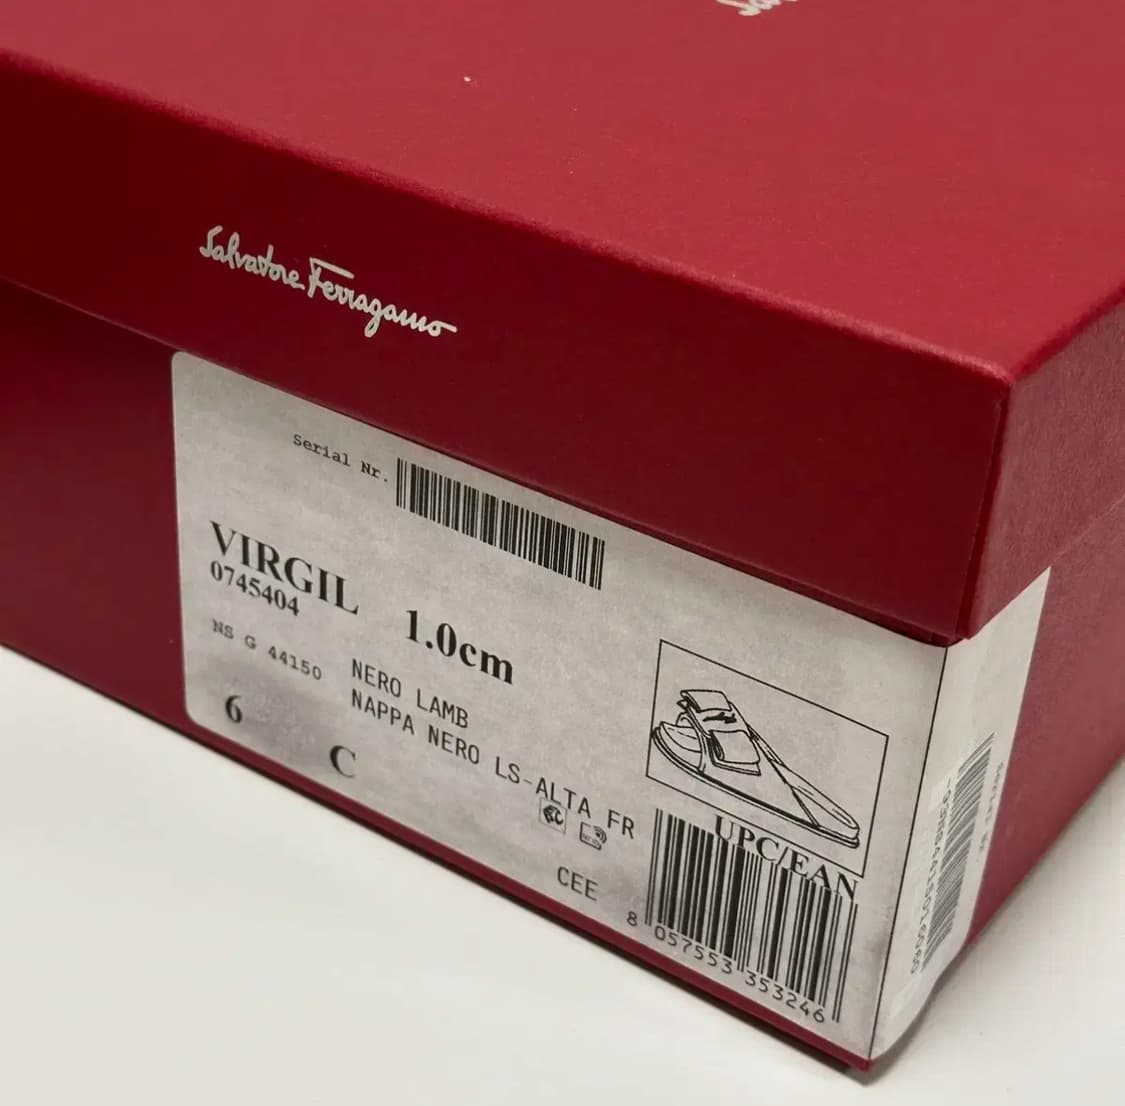 Salvatore Ferragamo
Serial Nr.
VIRGIL 1.0cm
0745404
NS G 44150 NERO LAMB
NAPPA NERO LS-ALTA FR
6 C
CEE
UPC/EAN
8 057553 353246